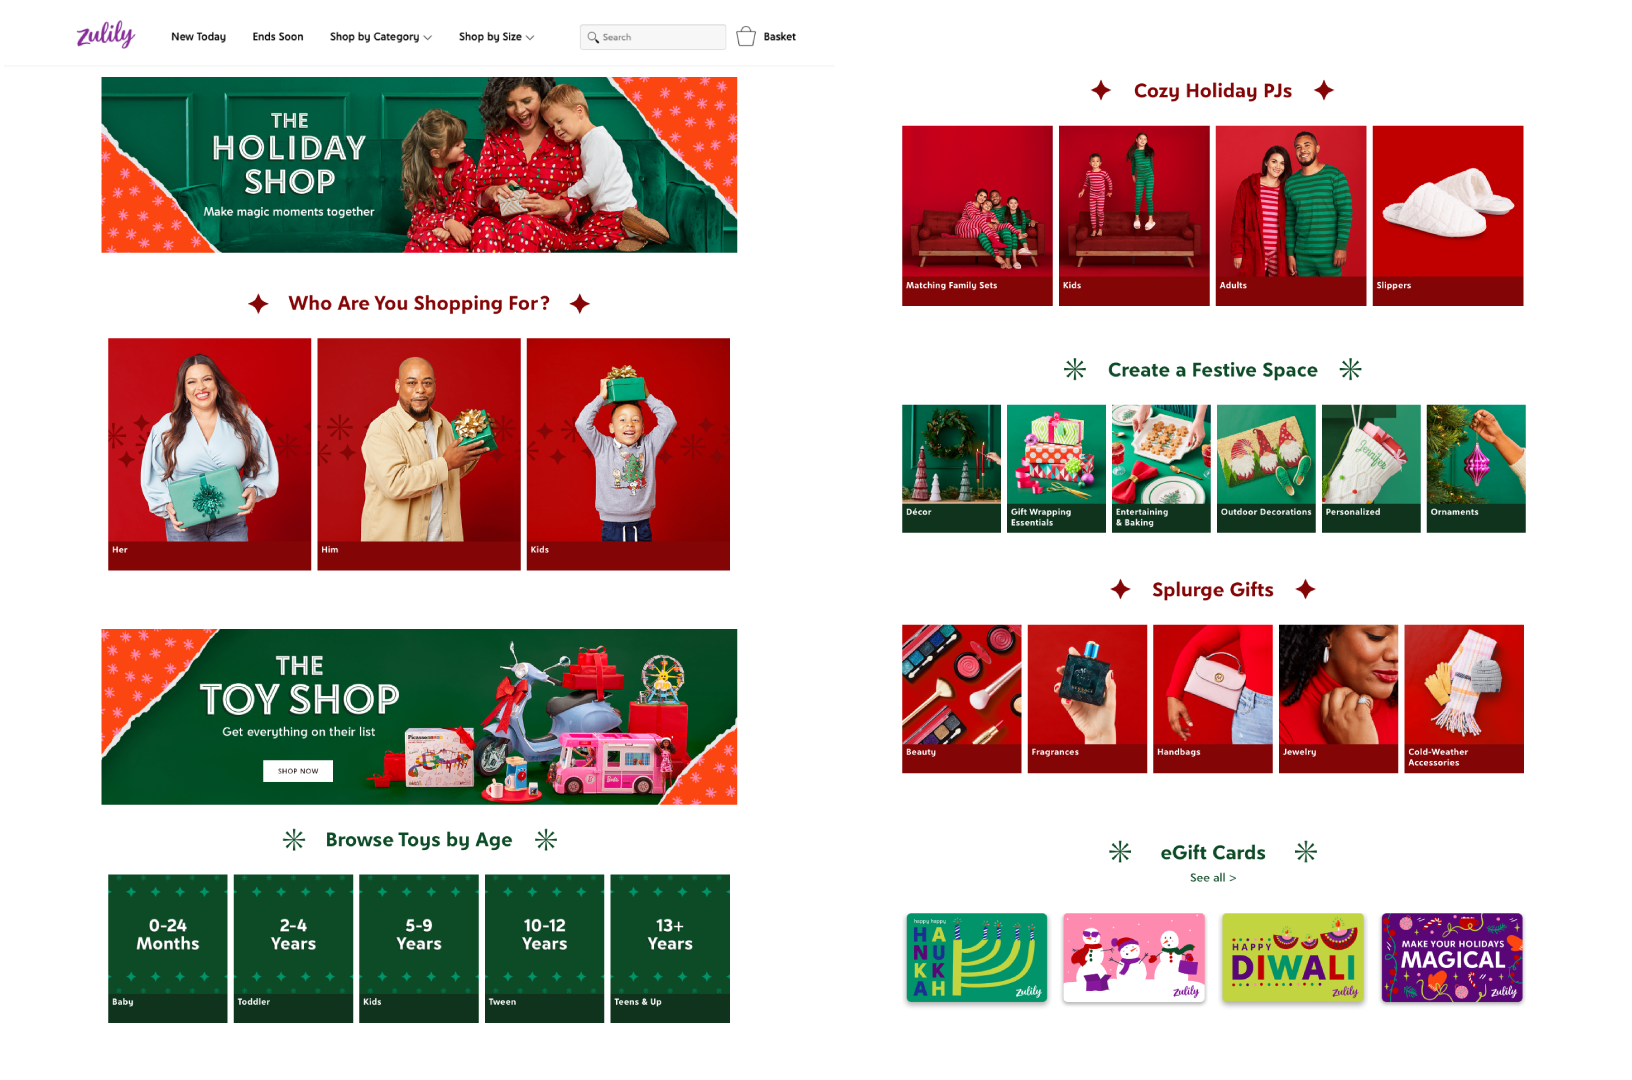 zulily
New Today
Ends Soon
Shop by Category
Shop by Size
Search
Basket
THE
HOLIDAY
SHOP
Make magic moments together
Who Are You Shopping For?
Her
Him
Kids
THE
TOY SHOP
Get everything on their list
SHOP NOW
Barbie
Browse Toys by Age
0-24
Months
Baby
2-4
Years
Toddler
5-9
Years
Kids
10-12
Years
Tween
13+
Years
Teens & Up
Cozy Holiday PJs
Matching Family Sets
Kids
Adults
Slippers
Create a Festive Space
Décor
Gift Wrapping
Essentials
Entertaining
& Baking
Outdoor Decorations
Jennifer
Personalized
Ornaments
Splurge Gifts
Beauty
Fragrances
Handbags
Jewelry
Cold-Weather
Accessories
eGift Cards
See all >
happy happy
HANUKKAH
zulily
zulily
HAPPY
DIWALI
zulily
MAKE YOUR HOLIDAYS
MAGICAL
zulily